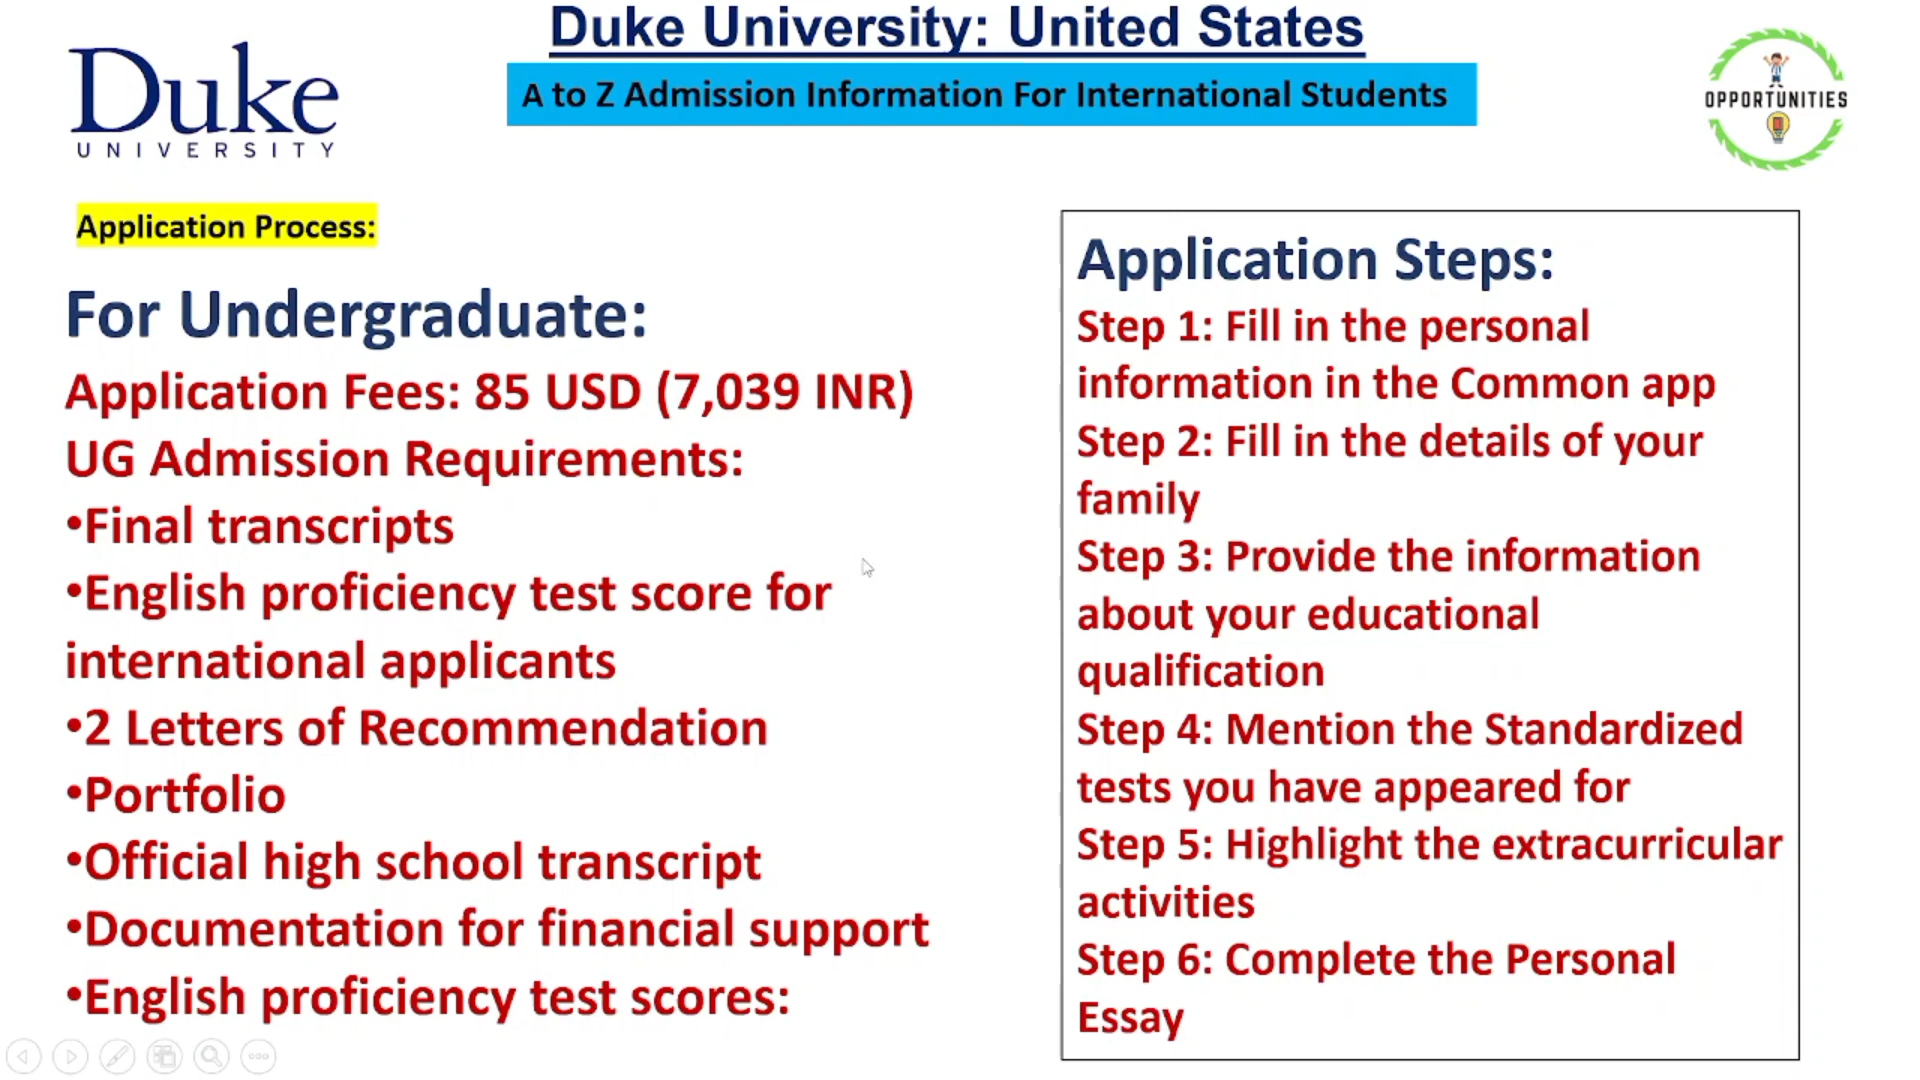 Duke University: United States
Duke
UNIVERSITY
A to Z Admission Information For International Students
OPPORTUNITIES
Application Process:
For Undergraduate:
Application Fees: 85 USD (7,039 INR)
UG Admission Requirements:
•Final transcripts
•English proficiency test score for
international applicants
•2 Letters of Recommendation
•Portfolio
•Official high school transcript
•Documentation for financial support
•English proficiency test scores:
Application Steps:
Step 1: Fill in the personal
information in the Common app
Step 2: Fill in the details of your
family
Step 3: Provide the information
about your educational
qualification
Step 4: Mention the Standardized
tests you have appeared for
Step 5: Highlight the extracurricular
activities
Step 6: Complete the Personal
Essay